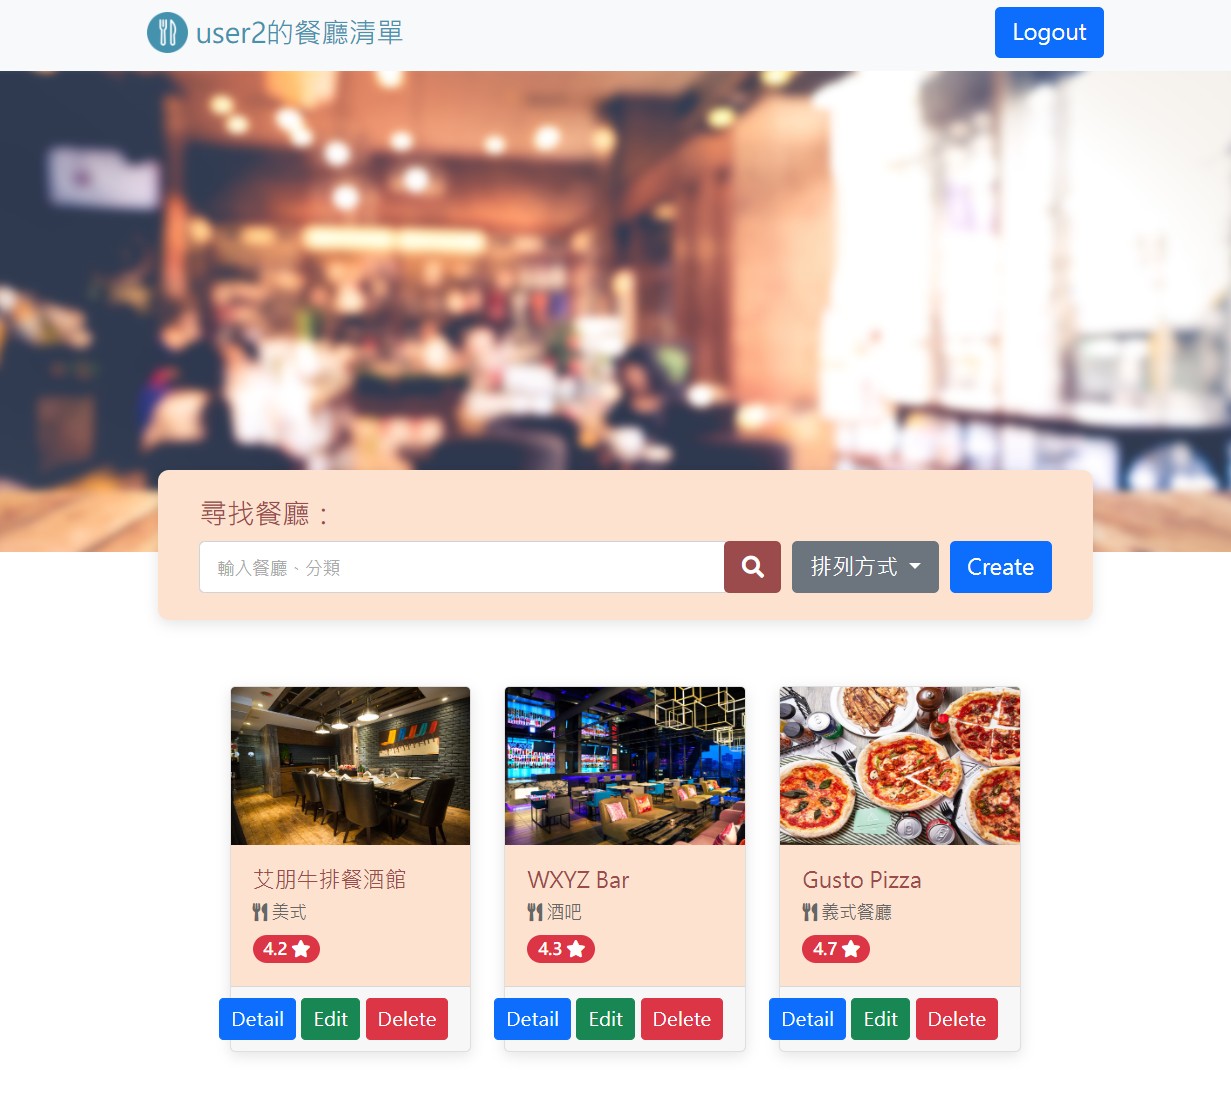 user2的餐廳清單
Logout
尋找餐廳：
輸入餐廳、分類
排列方式
Create
艾朋牛排餐酒館
美式
4.2
Detail Edit Delete
WXYZ Bar
酒吧
4.3
Detail Edit Delete
Gusto Pizza
義式餐廳
4.7
Detail Edit Delete